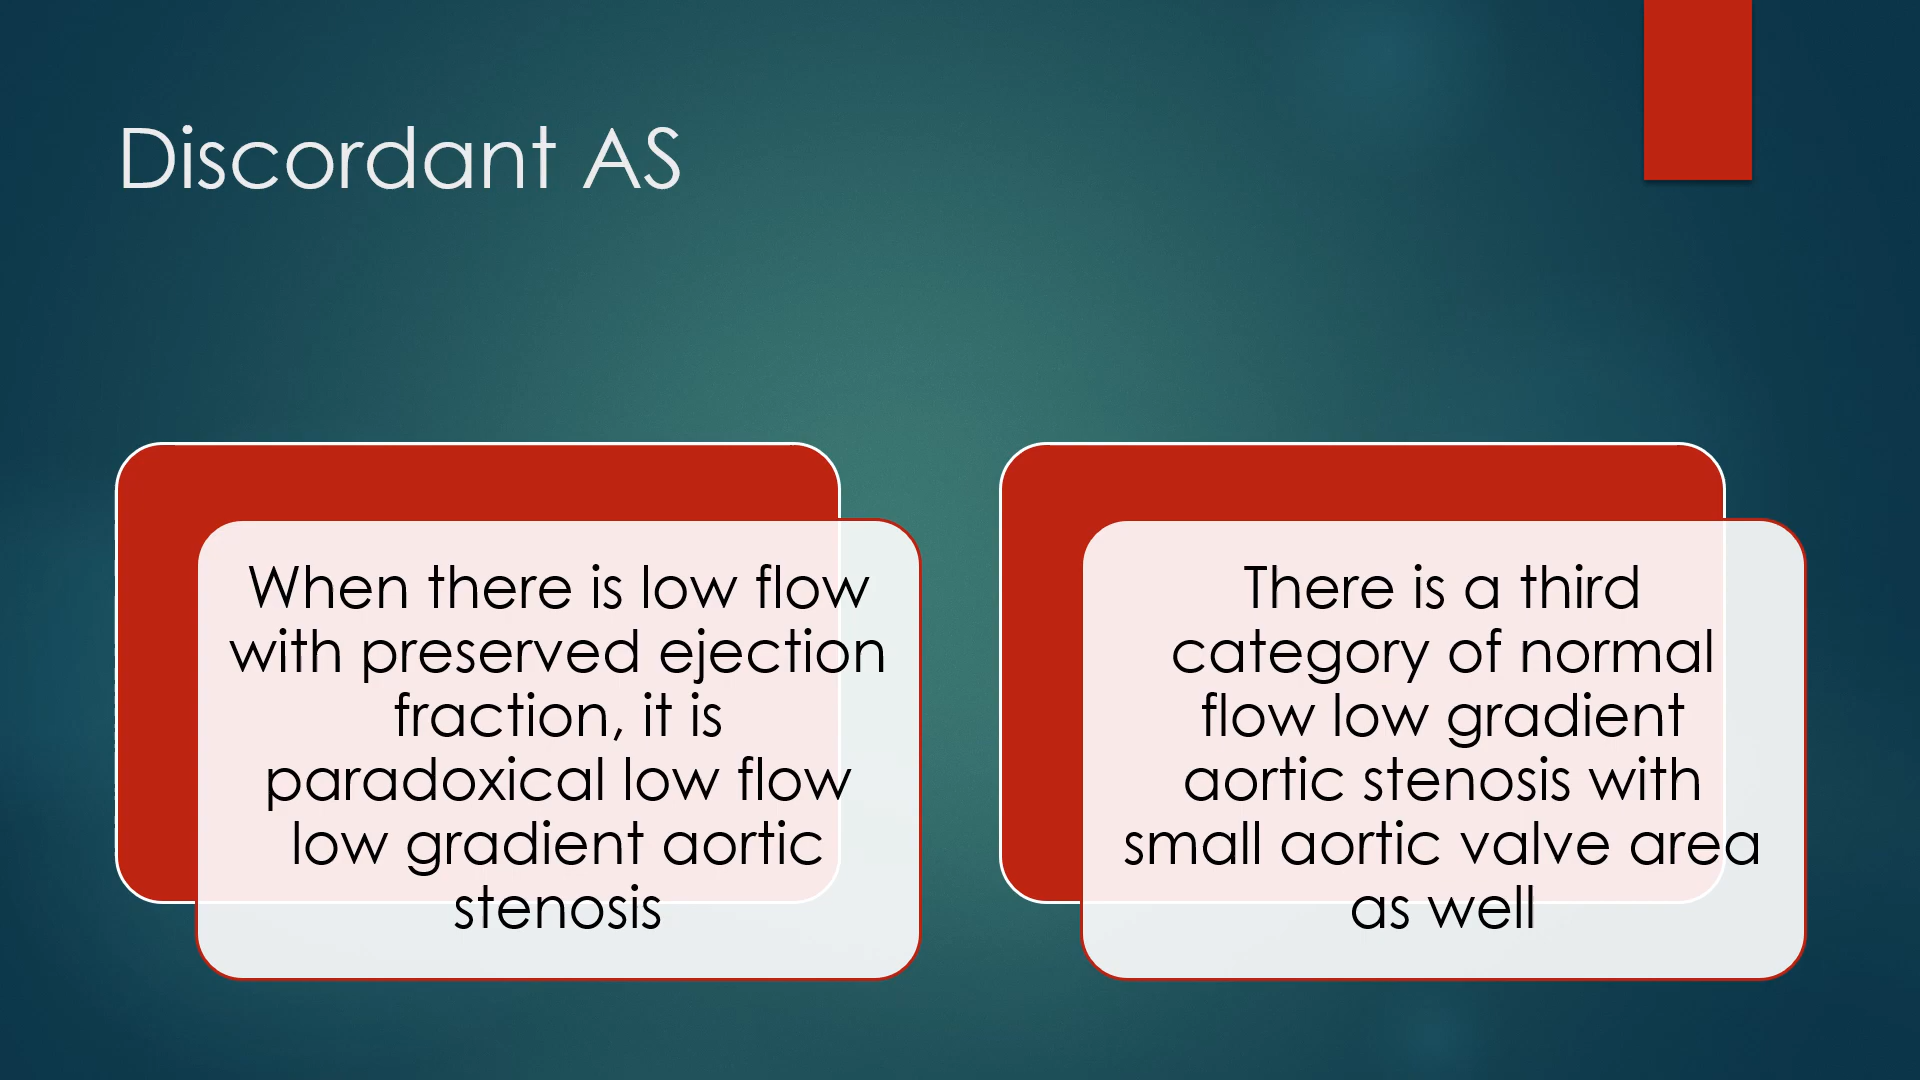 Discordant AS
When there is low flow
with preserved ejection
fraction, it is
paradoxical low flow
low gradient aortic
stenosis
There is a third
category of normal
flow low gradient
aortic stenosis with
small aortic valve area
as well